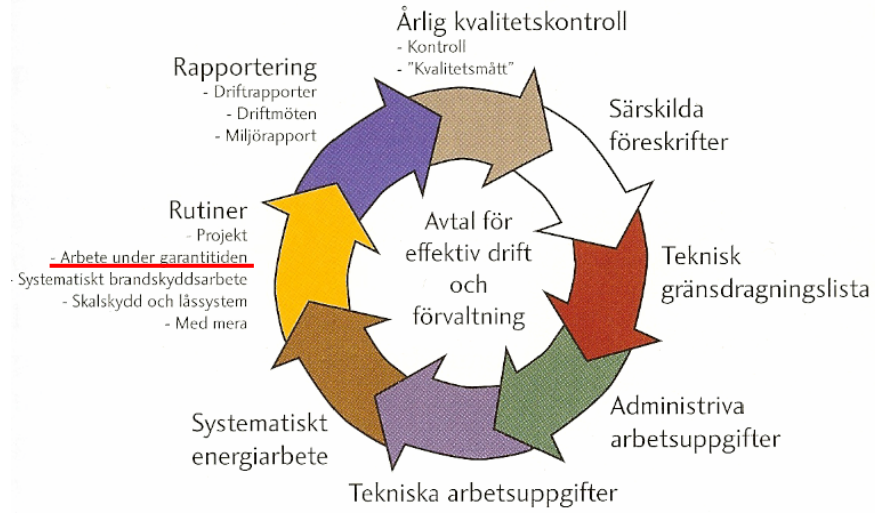 Årlig kvalitetskontroll
- Kontroll
- "Kvalitetsmått"
Särskilda
föreskrifter
Teknisk
gränsdragningslista
Administriva
arbetsuppgifter
Tekniska arbetsuppgifter
Systematiskt
energiarbete
Rutiner
- Projekt
- Arbete under garantitiden
- Systematiskt brandskyddsarbete
- Skalskydd och låssystem
- Med mera
Rapportering
- Driftrapporter
- Driftmöten
- Miljörapport
Avtal för
effektiv drift
och
förvaltning